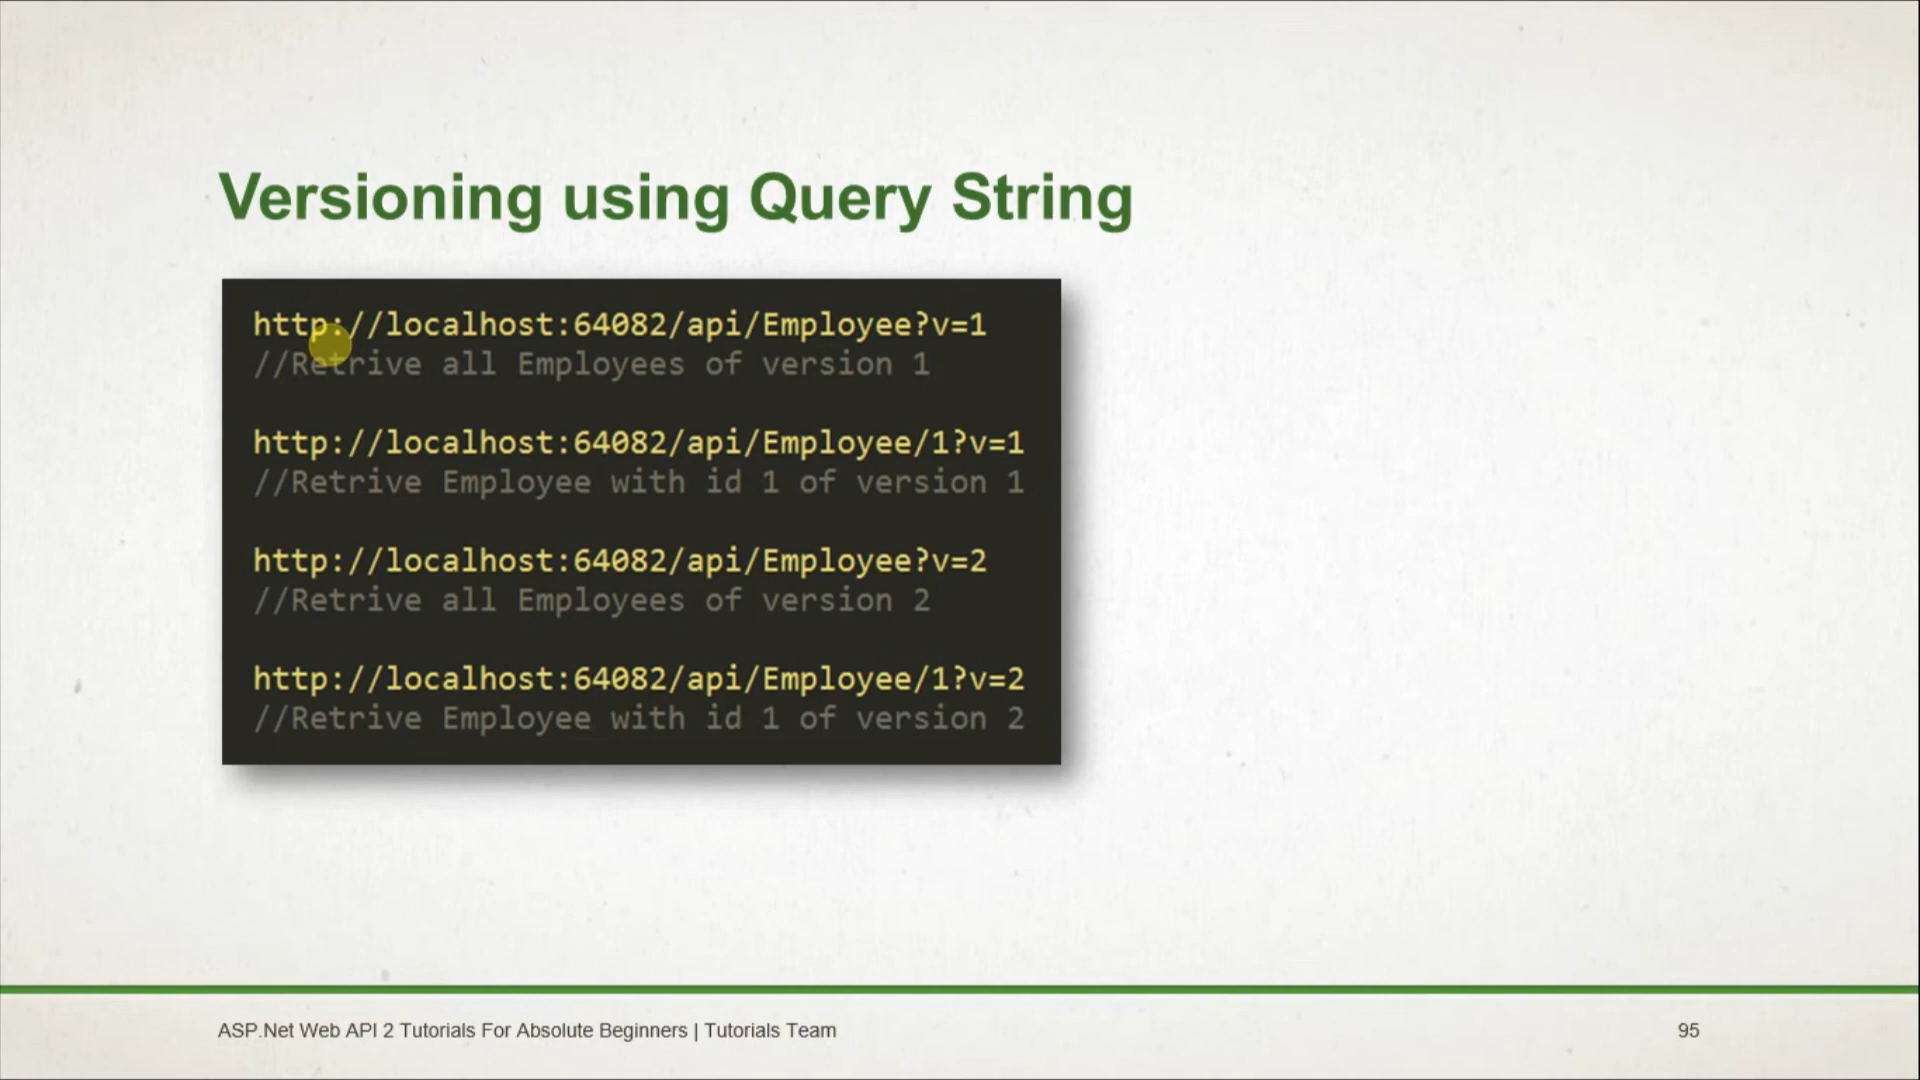 Versioning using Query String
http://localhost:64082/api/Employee?v=1
//Retrive all Employees of version 1
http://localhost:64082/api/Employee/1?v=1
//Retrive Employee with id 1 of version 1
http://localhost:64082/api/Employee?v=2
//Retrive all Employees of version 2
http://localhost:64082/api/Employee/1?v=2
//Retrive Employee with id 1 of version 2
ASP.Net Web API 2 Tutorials For Absolute Beginners | Tutorials Team
95